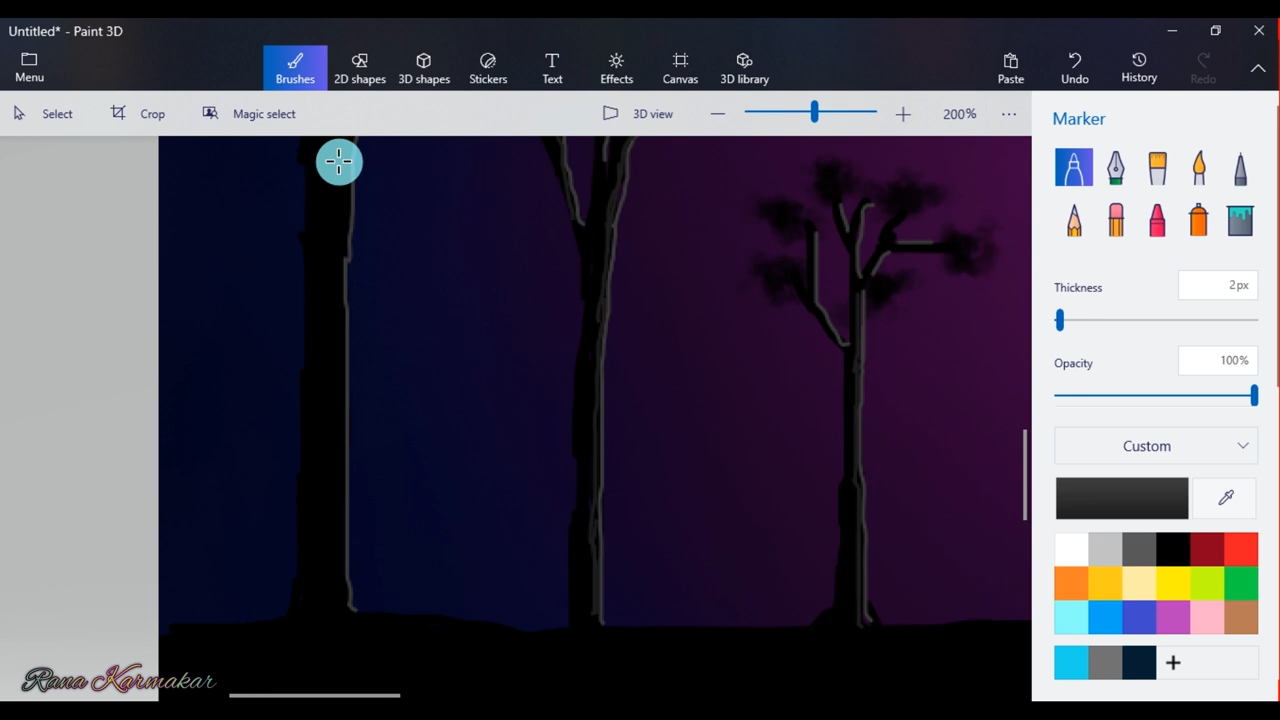 Untitled* - Paint 3D
Menu
Brushes
2D shapes
3D shapes
Stickers
Text
Effects
Canvas
3D library
Paste
Undo
History
Redo
Select
Crop
Magic select
3D view
200%
Marker
Thickness
2px
Opacity
100%
Custom
Rana Karmakar